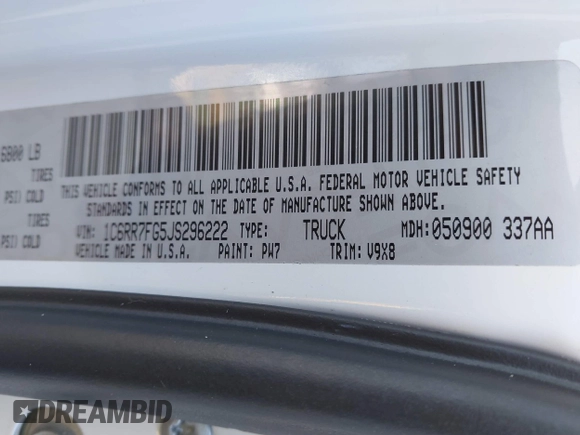 6800 LB
TIRES
PSI) COLD
TIRES
PSI) COLD
THIS VEHICLE CONFORMS TO ALL APPLICABLE U.S.A. FEDERAL MOTOR VEHICLE SAFETY
STANDARDS IN EFFECT ON THE DATE OF MANUFACTURE SHOWN ABOVE.
VIN: 1C6RR7FG5JS296222 TYPE: TRUCK MDH: 050900 337AA
VEHICLE MADE IN U.S.A. PAINT: PW7 TRIM: V9X8
DREAMBID